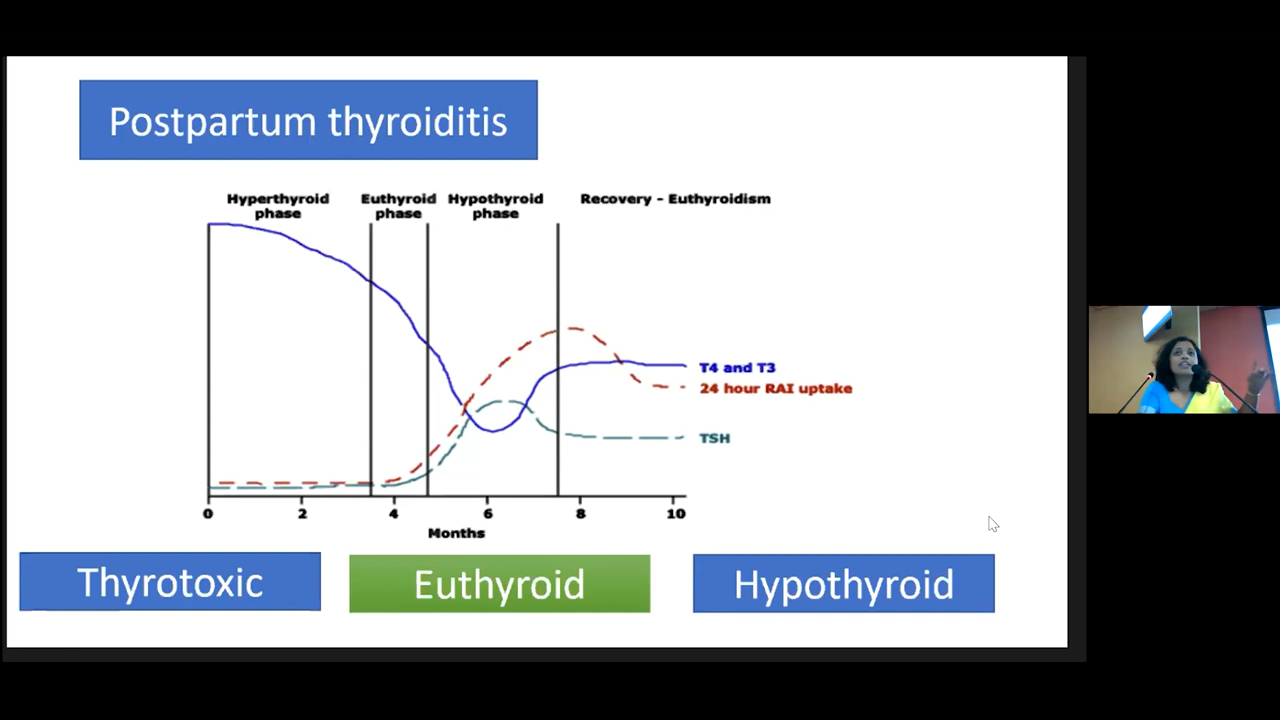 Postpartum thyroiditis
Hyperthyroid
phase
Euthyroid
phase
Hypothyroid
phase
Recovery - Euthyroidism
T4 and T3
24 hour RAI uptake
TSH
0 2 4 6 8 10
Months
Thyrotoxic
Euthyroid
Hypothyroid